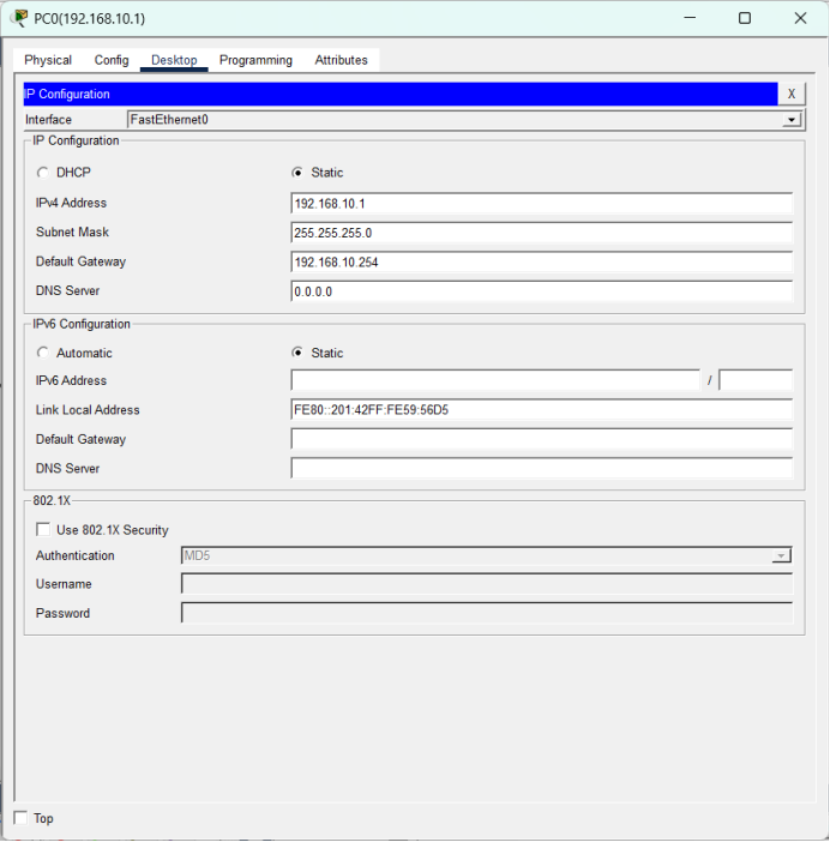 PC0(192.168.10.1)
Physical Config Desktop Programming Attributes
IP Configuration X
Interface FastEthernet0
IP Configuration
DHCP Static
IPv4 Address 192.168.10.1
Subnet Mask 255.255.255.0
Default Gateway 192.168.10.254
DNS Server 0.0.0.0
IPv6 Configuration
Automatic Static
IPv6 Address /
Link Local Address FE80::201:42FF:FE59:56D5
Default Gateway
DNS Server
802.1X
Use 802.1X Security
Authentication MD5
Username
Password
Top